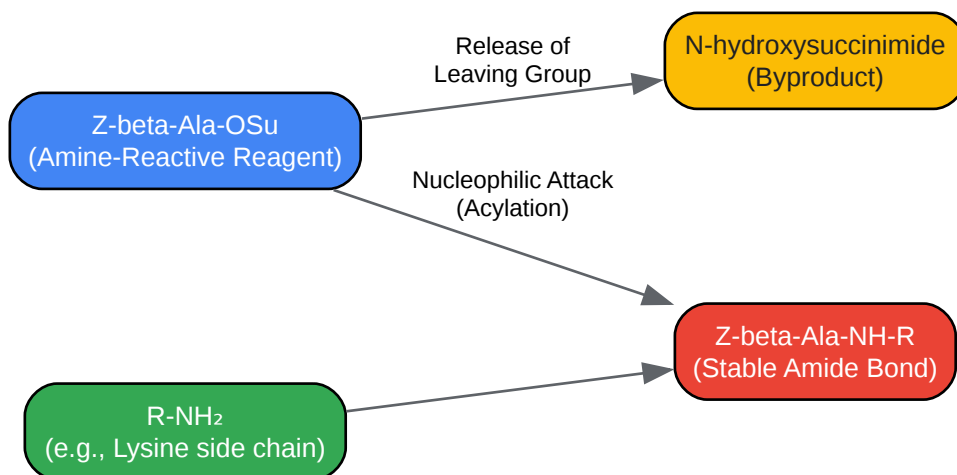 Release of
Leaving Group
N-hydroxysuccinimide
(Byproduct)
Z-beta-Ala-OSu
(Amine-Reactive Reagent)
Nucleophilic Attack
(Acylation)
Z-beta-Ala-NH-R
(Stable Amide Bond)
R-NH₂
(e.g., Lysine side chain)